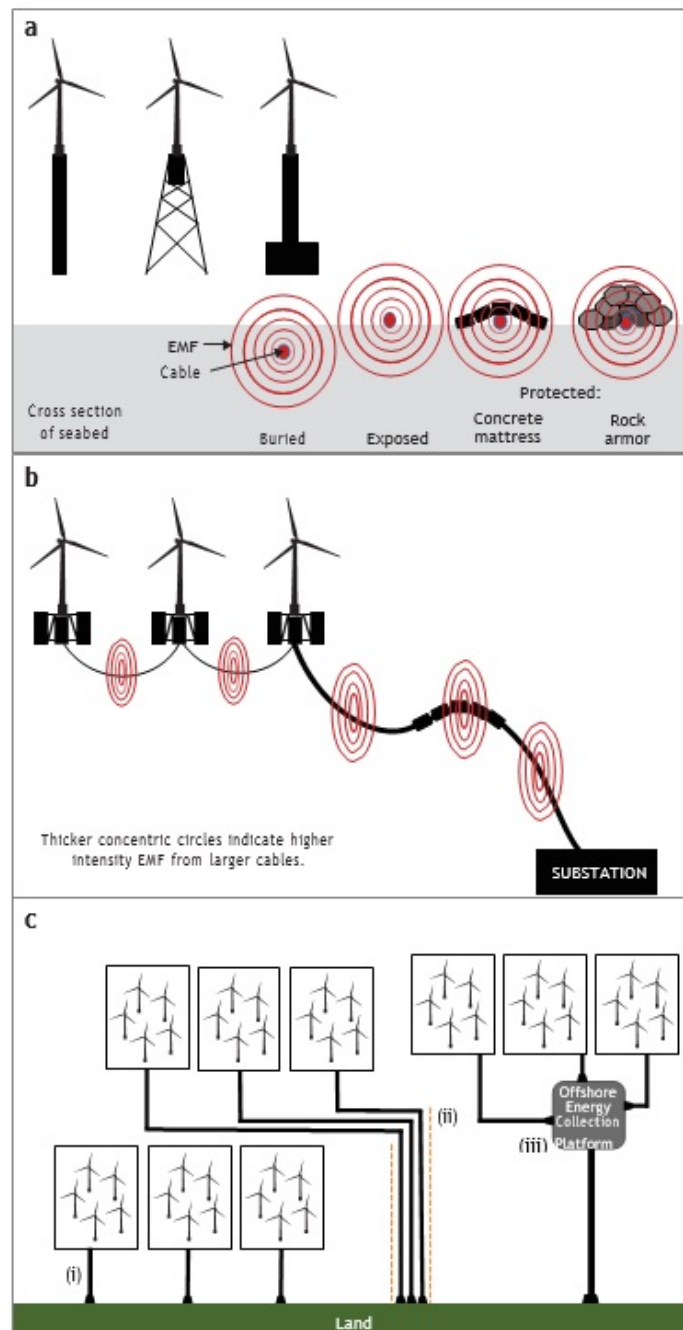 a
EMF
Cable
Cross section
of seabed
Buried
Exposed
Protected:
Concrete
mattress
Rock
armor
b
Thicker concentric circles indicate higher
intensity EMF from larger cables.
SUBSTATION
c
(i)
(ii)
Offshore
Energy
Collection
(iii) Platform
Land